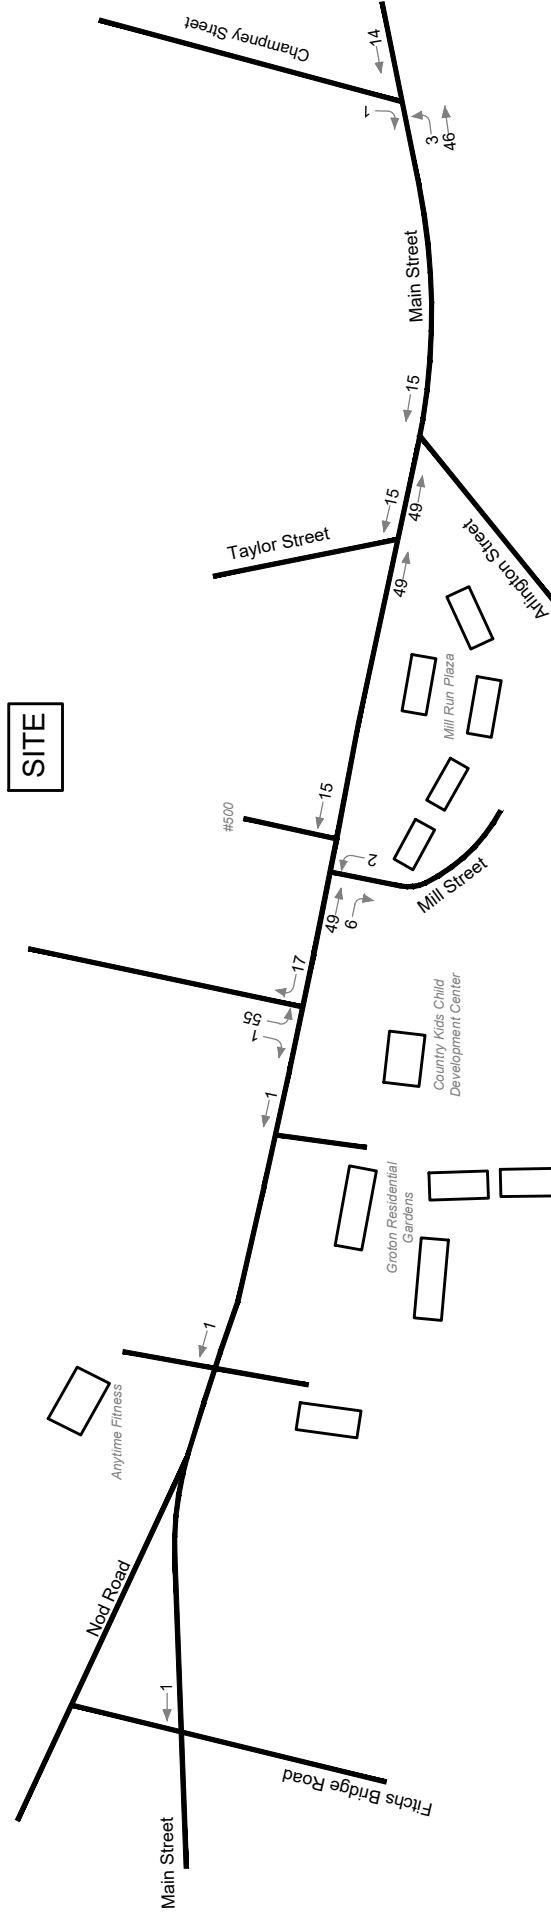 Champney Street
14
1
3
46
Main Street
15
15
49
Taylor Street
49
Arlington Street
Mill Run Plaza
SITE
#500
15
2
49
6
Mill Street
17
55
1
Country Kids Child
Development Center
1
Groton Residential
Gardens
1
Anytime Fitness
Nod Road
1
Fitchs Bridge Road
Main Street